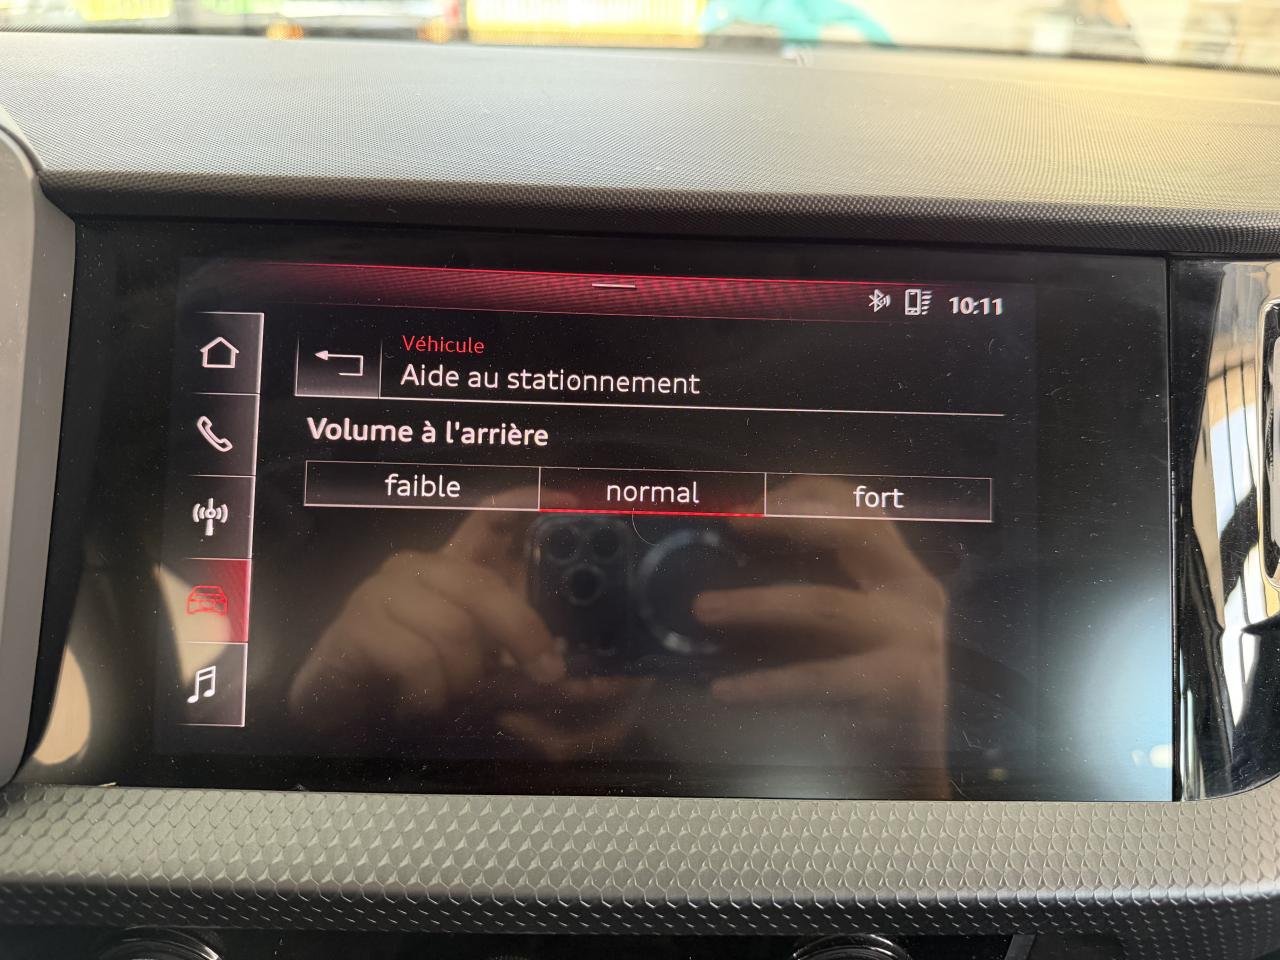 10:11
Véhicule
Aide au stationnement
Volume à l'arrière
faible normal fort